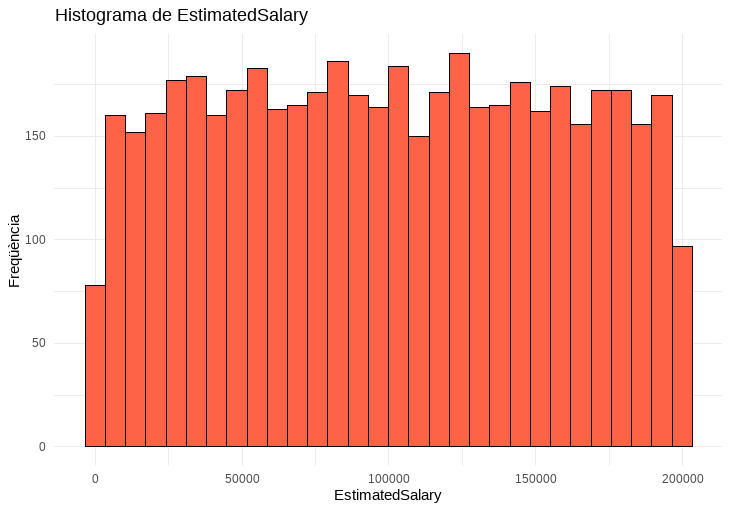 Histograma de EstimatedSalary
Freqüència
150
100
50
0
0 50000 100000 150000 200000
EstimatedSalary